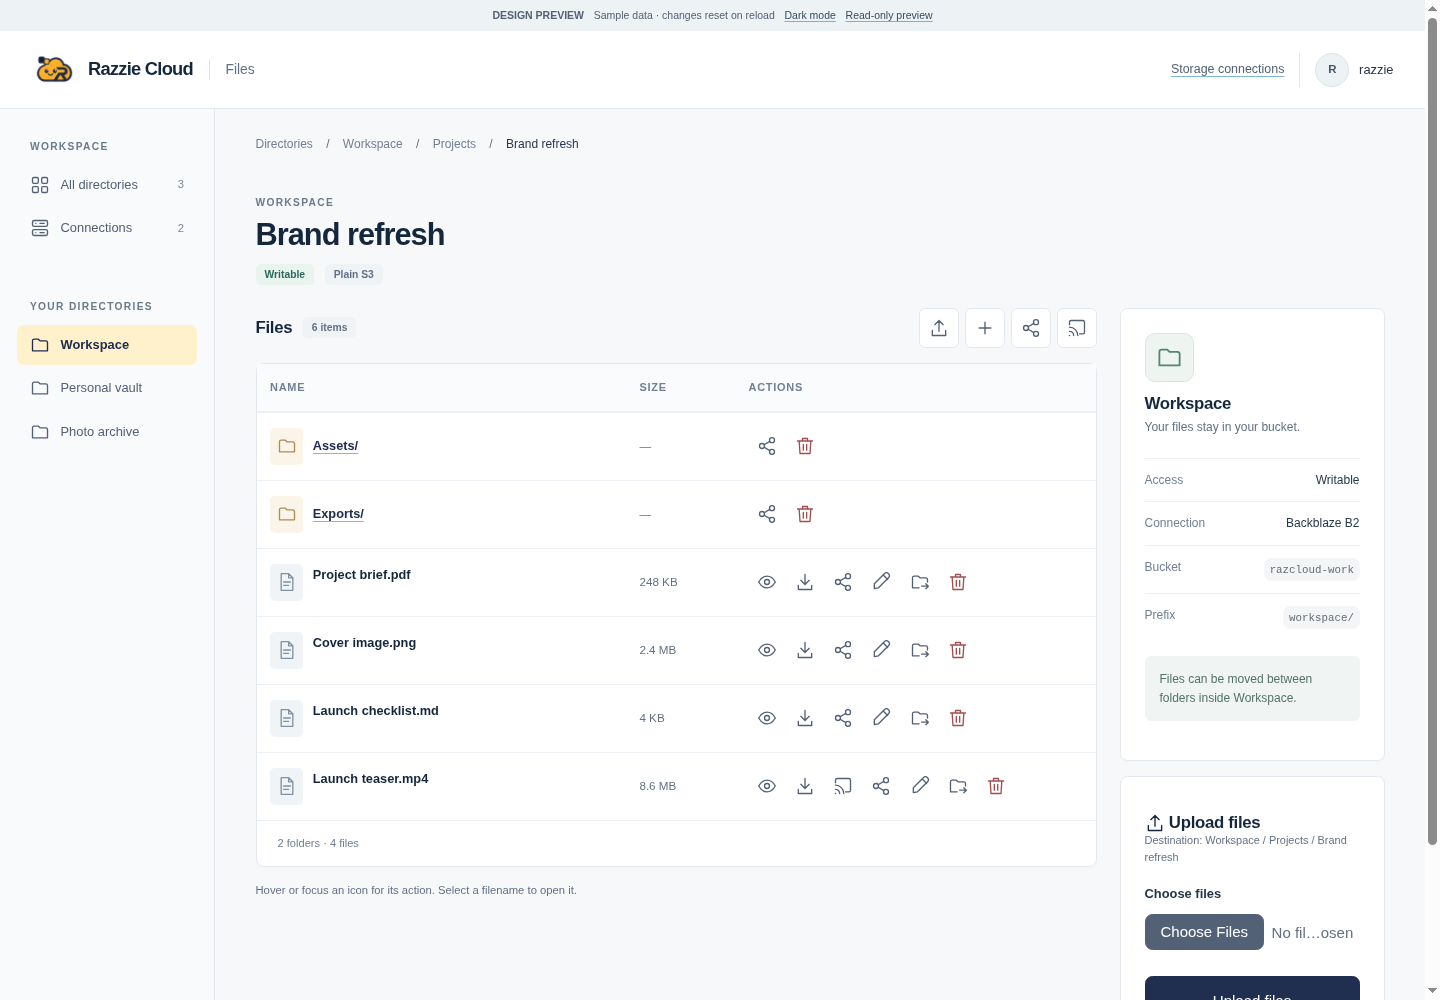 DESIGN PREVIEW Sample data · changes reset on reload Dark mode Read-only preview
Razzie Cloud Files
Storage connections R razzie
WORKSPACE
All directories 3
Connections 2
YOUR DIRECTORIES
Workspace
Personal vault
Photo archive
Directories / Workspace / Projects / Brand refresh
WORKSPACE
Brand refresh
Writable Plain S3
Files 6 items
NAME SIZE ACTIONS
Assets/ —
Exports/ —
Project brief.pdf 248 KB
Cover image.png 2.4 MB
Launch checklist.md 4 KB
Launch teaser.mp4 8.6 MB
2 folders · 4 files
Hover or focus an icon for its action. Select a filename to open it.
Workspace
Your files stay in your bucket.
Access Writable
Connection Backblaze B2
Bucket razcloud-work
Prefix workspace/
Files can be moved between
folders inside Workspace.
Upload files
Destination: Workspace / Projects / Brand
refresh
Choose files
Choose Files No fil…osen
Upload files